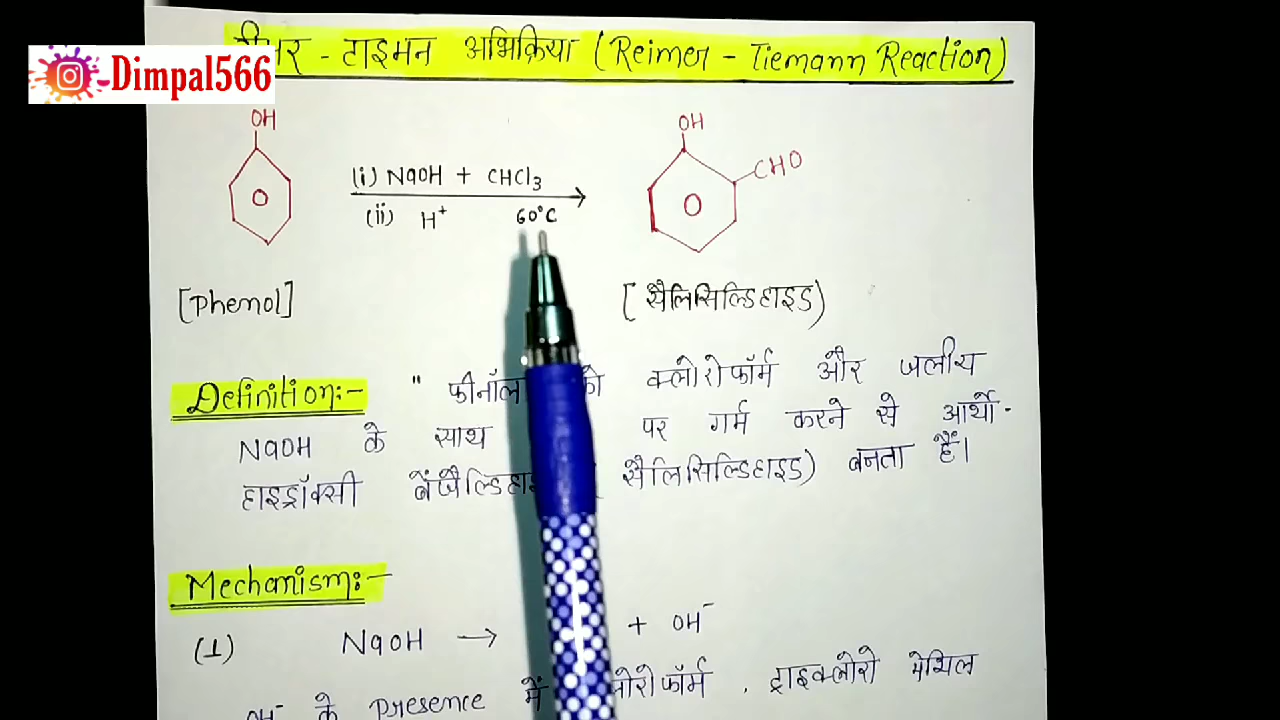 Dimpal566
- टाइमन अभिक्रिया (Reimer - Tiemann Reaction)
OH
OH
CHO
(i) NaOH + CHCl3
(ii) H+ 60°C
[Phenol]
[सैलिसिल्डिहाइड)
Definition:- " फीनॉल को क्लोरोफॉर्म और जलीय
NaOH के साथ पर गर्म करने से आर्थो-
हाइड्रॉक्सी सैलिसिल्डिहाइड) बनता हैं।
Mechanism:-
(1) NaOH → + OH-
OH- के Presence में ट्राइक्लोरो मेथिल